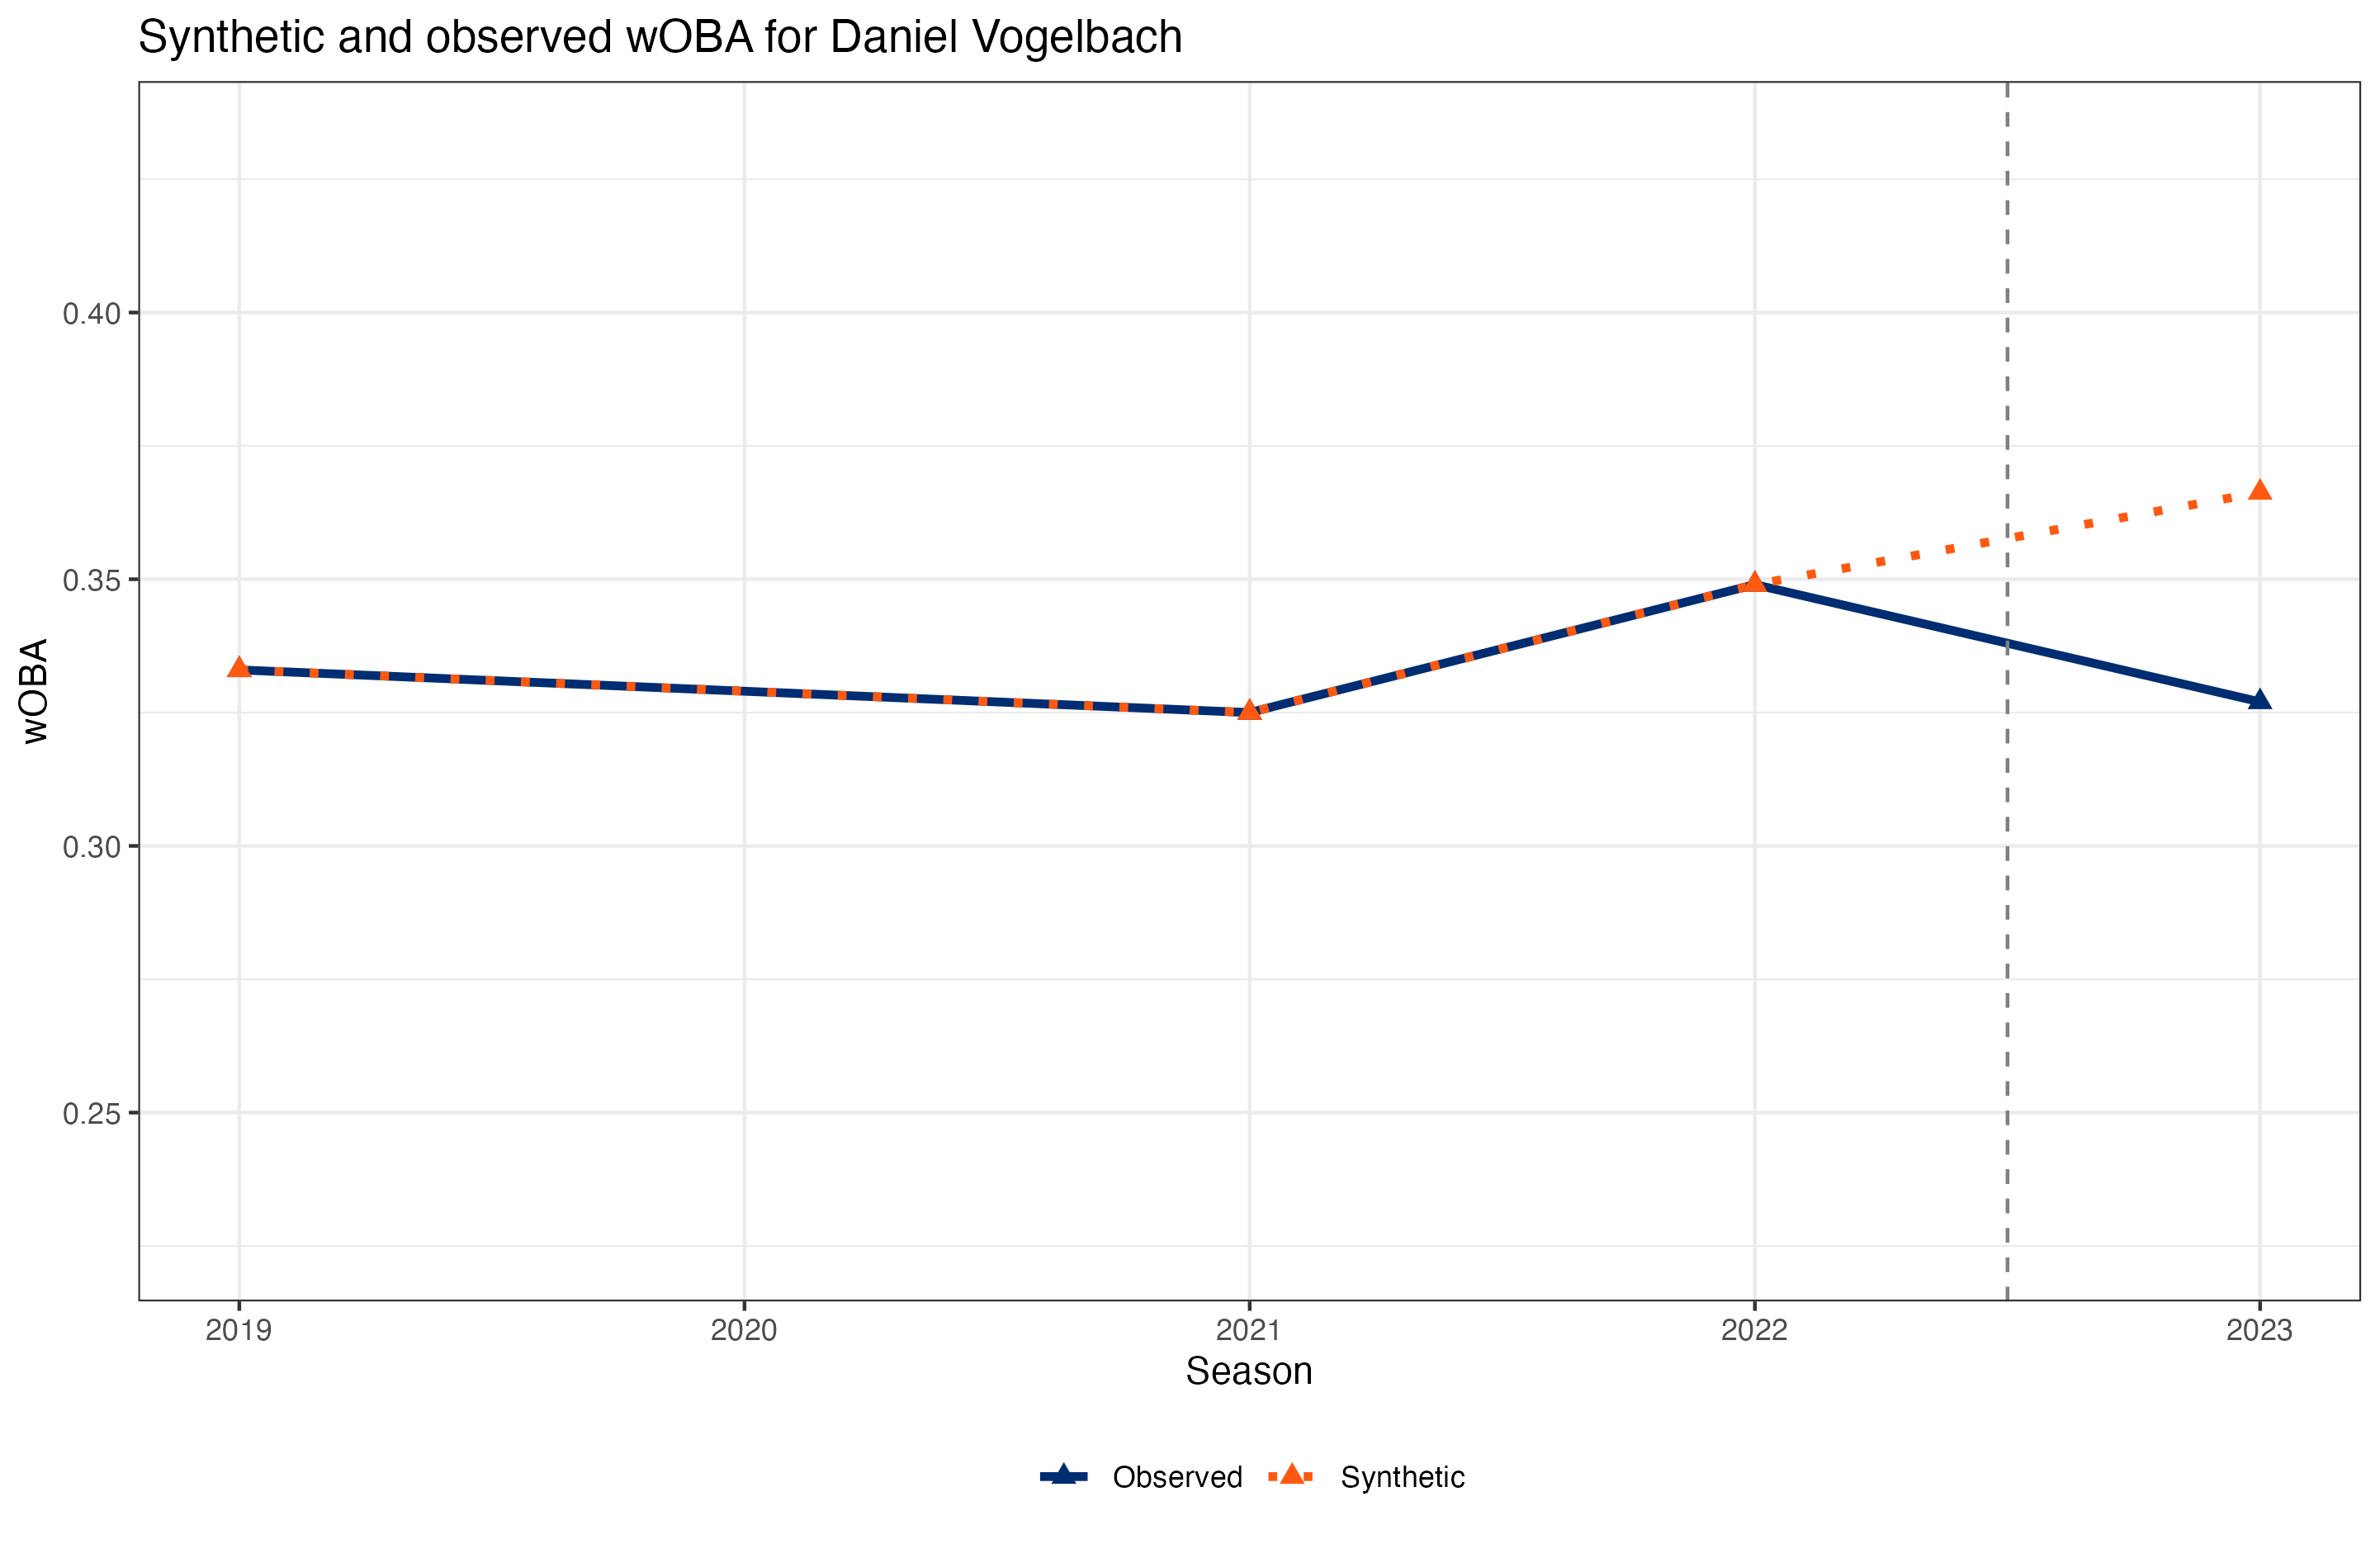 Synthetic and observed wOBA for Daniel Vogelbach
wOBA
0.40
0.35
0.30
0.25
2019 2020 2021 2022 2023
Season
Observed Synthetic